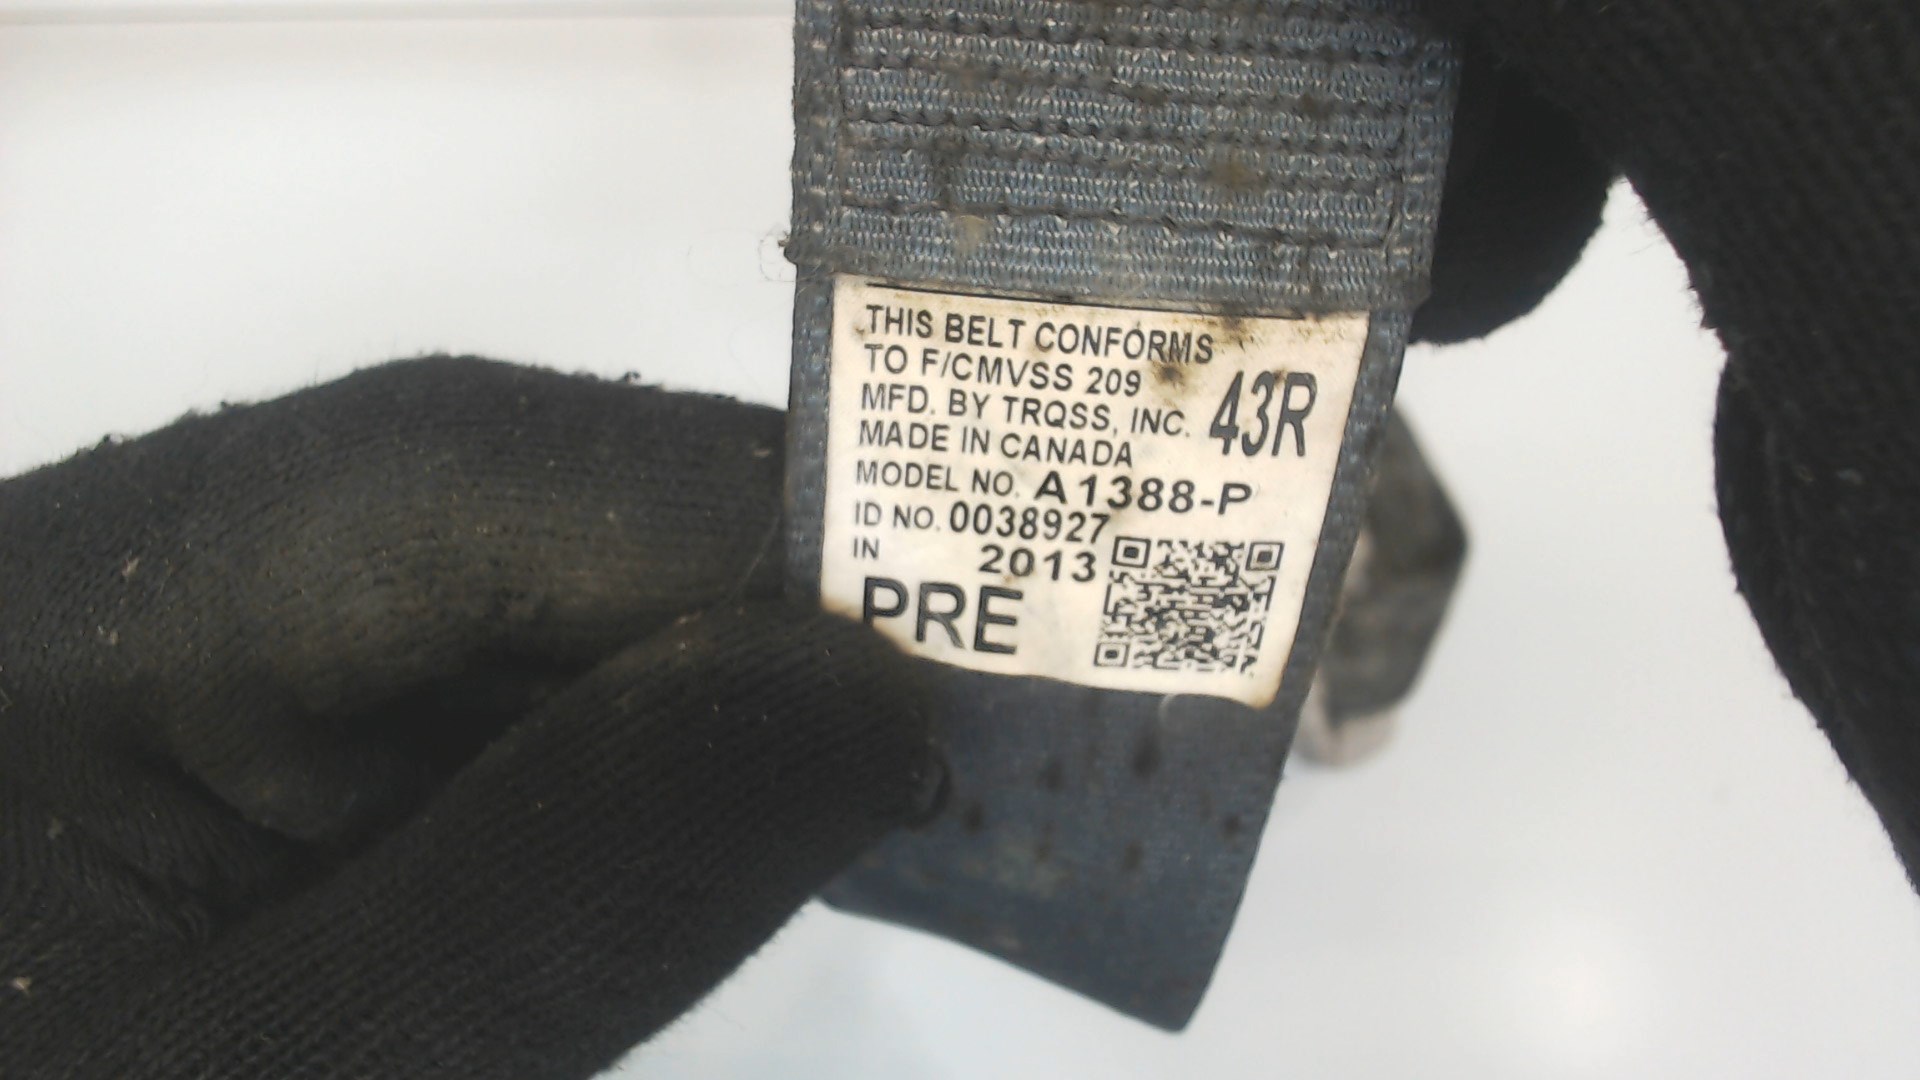 THIS BELT CONFORMS
TO F/CMVSS 209
MFD. BY TRQSS, INC. 43R
MADE IN CANADA
MODEL NO. A1388-P
ID NO. 0038927
IN 2013
PRE